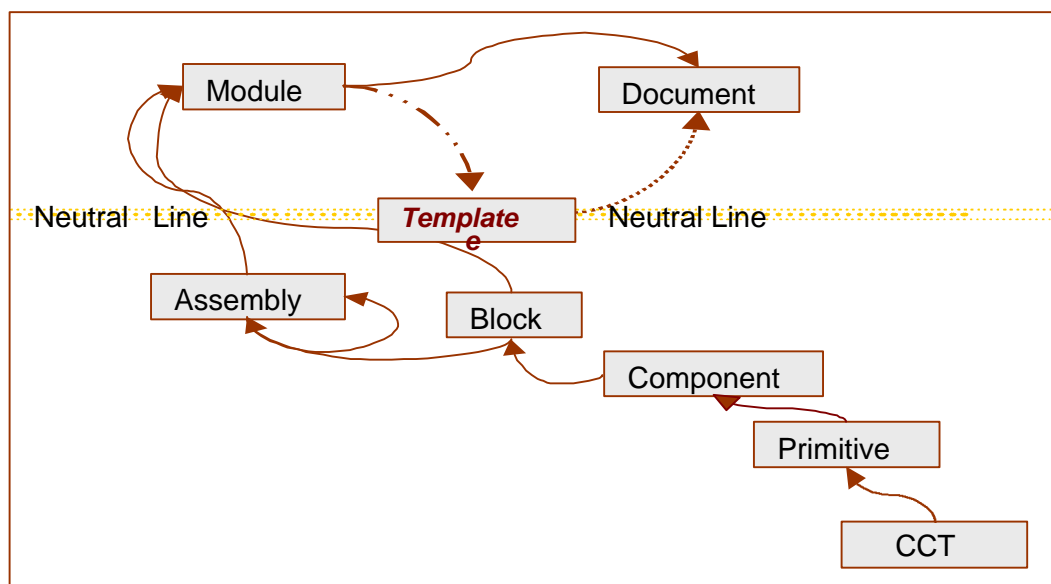 Module
Document
Neutral Line
Template
e
Neutral Line
Assembly
Block
Component
Primitive
CCT